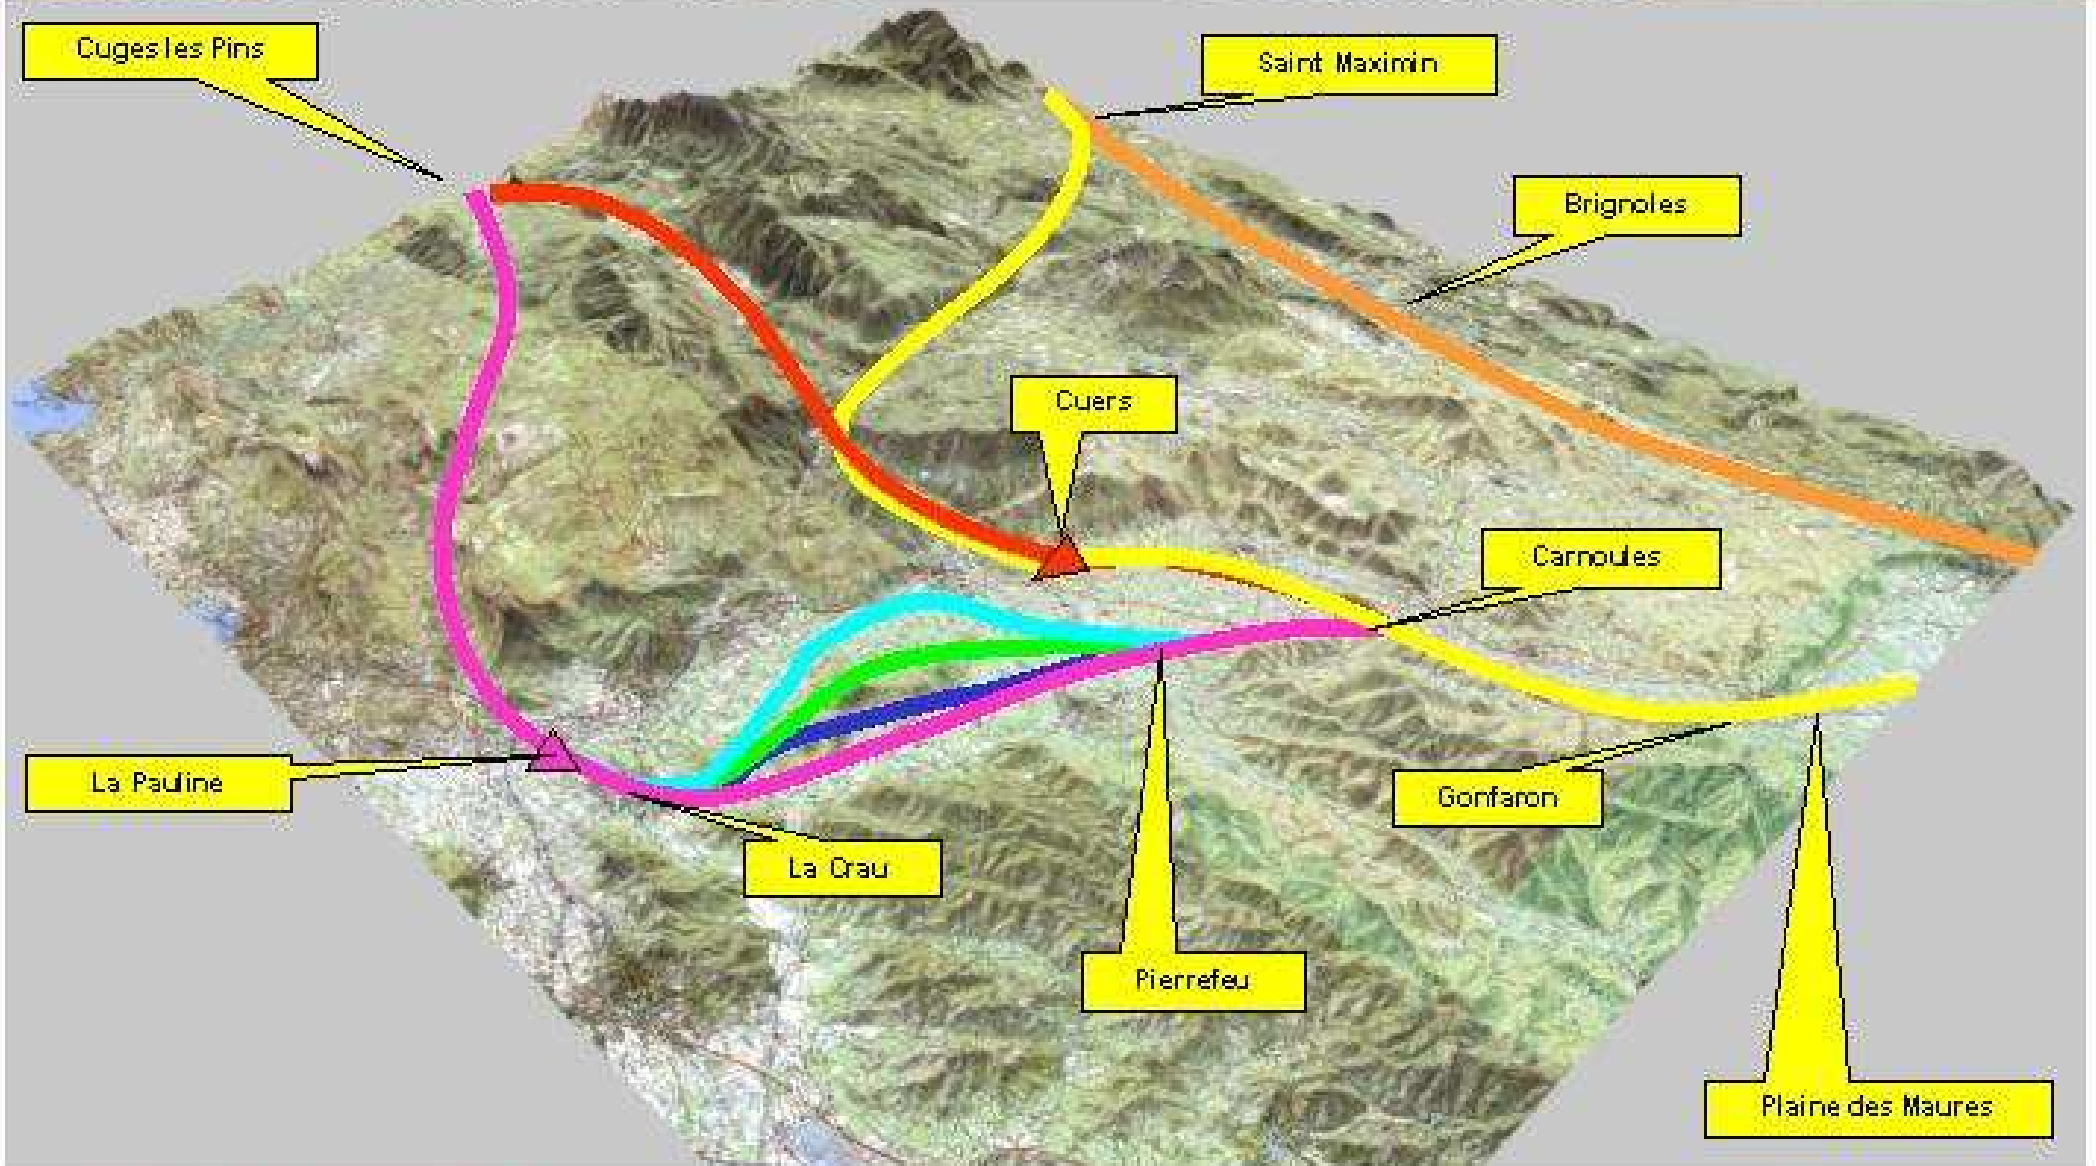 Cuges les Pins
Saint Maximin
Brignoles
Cuers
Carnoules
La Pauline
Gonfaron
La Crau
Pierrefeu
Plaine des Maures